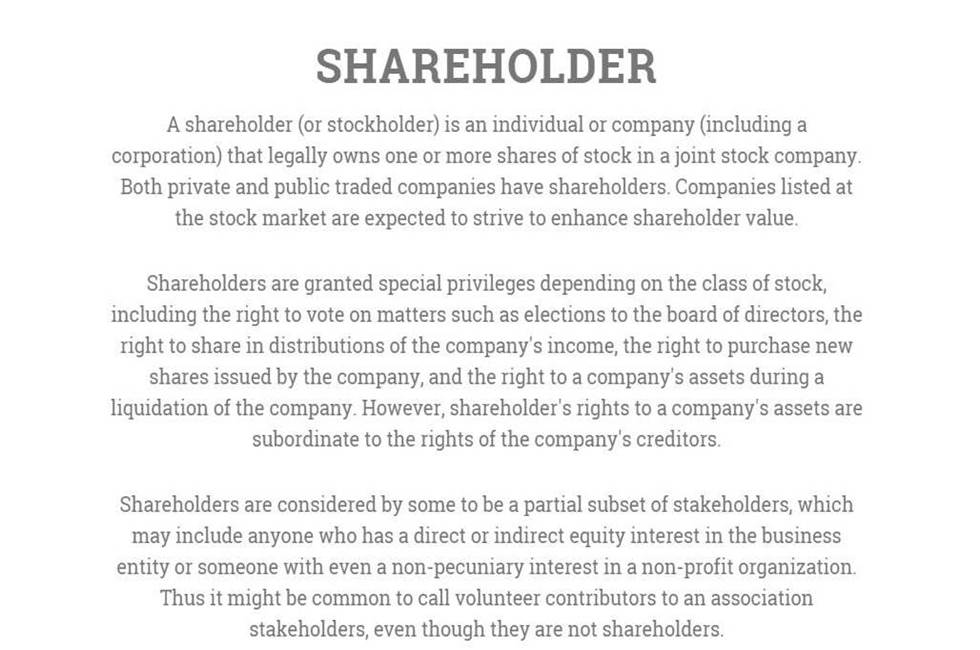 SHAREHOLDER
A shareholder (or stockholder) is an individual or company (including a
corporation) that legally owns one or more shares of stock in a joint stock company.
Both private and public traded companies have shareholders. Companies listed at
the stock market are expected to strive to enhance shareholder value.
Shareholders are granted special privileges depending on the class of stock,
including the right to vote on matters such as elections to the board of directors, the
right to share in distributions of the company's income, the right to purchase new
shares issued by the company, and the right to a company's assets during a
liquidation of the company. However, shareholder's rights to a company's assets are
subordinate to the rights of the company's creditors.
Shareholders are considered by some to be a partial subset of stakeholders, which
may include anyone who has a direct or indirect equity interest in the business
entity or someone with even a non-pecuniary interest in a non-profit organization.
Thus it might be common to call volunteer contributors to an association
stakeholders, even though they are not shareholders.